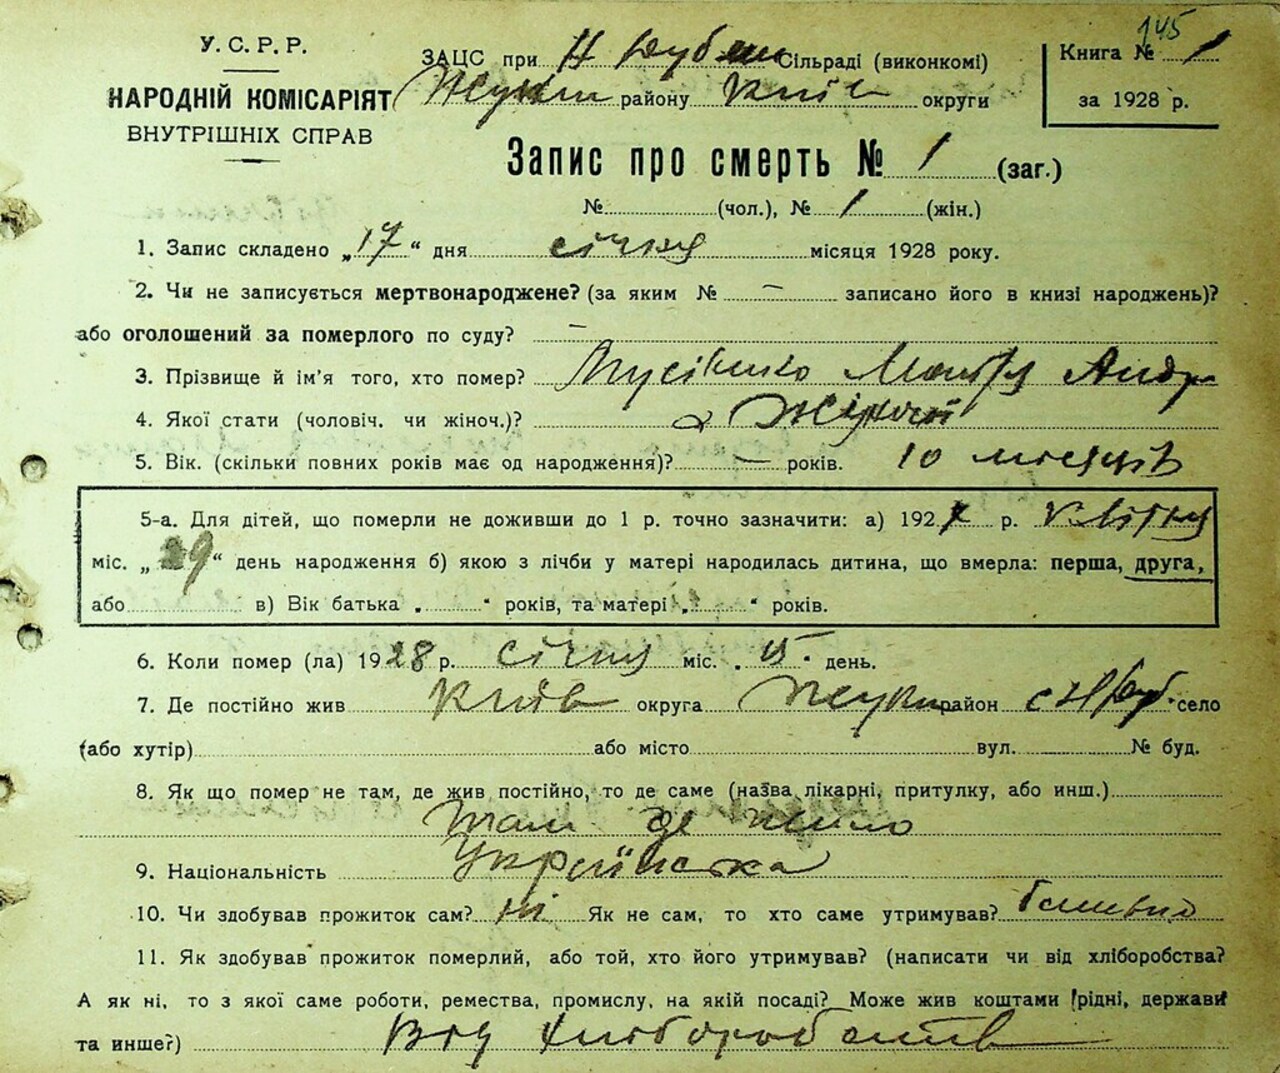 145
У. С. Р. Р.
НАРОДНІЙ КОМІСАРІЯТ
ВНУТРІШНІХ СПРАВ
ЗАЦС при Н Сільраді (виконкомі)
району Київ округи
Книга № 1
за 1928 р.
Запис про смерть № 1 (заг.)
№ (чол.), № 1 (жін.)
1. Запис складено „17“ дня січня місяця 1928 року.
2. Чи не записується мертвонароджене? (за яким № — записано його в книзі народжень)?
або оголошений за померлого по суду? —
3. Прізвище й ім’я того, хто помер? Андр
4. Якої стати (чоловіч. чи жіноч.)? Жіночої
5. Вік. (скільки повних років має од народження)? — років. 10 місяців
5-а. Для дітей, що померли не доживши до 1 р. точно зазначити: а) 1927 р.
міс. „29“ день народження б) якою з лічби у матері народилась дитина, що вмерла: перша, друга,
або в) Вік батька „ “ років, та матері „ “ років.
6. Коли помер (ла) 1928 р. січня міс. „15“ день.
7. Де постійно жив Київ округа район с село
(або хутір) або місто вул. № буд.
8. Як що помер не там, де жив постійно, то де саме (назва лікарні, притулку, або инш.)
там де жило
9. Національність Українська
10. Чи здобував прожиток сам? ні Як не сам, то хто саме утримував? батько
11. Як здобував прожиток померлий, або той, хто його утримував? (написати чи від хліборобства?
А як ні, то з якої саме роботи, ремества, промислу, на якій посаді? Може жив коштами рідні, держави
та инше?) Від хліборобства